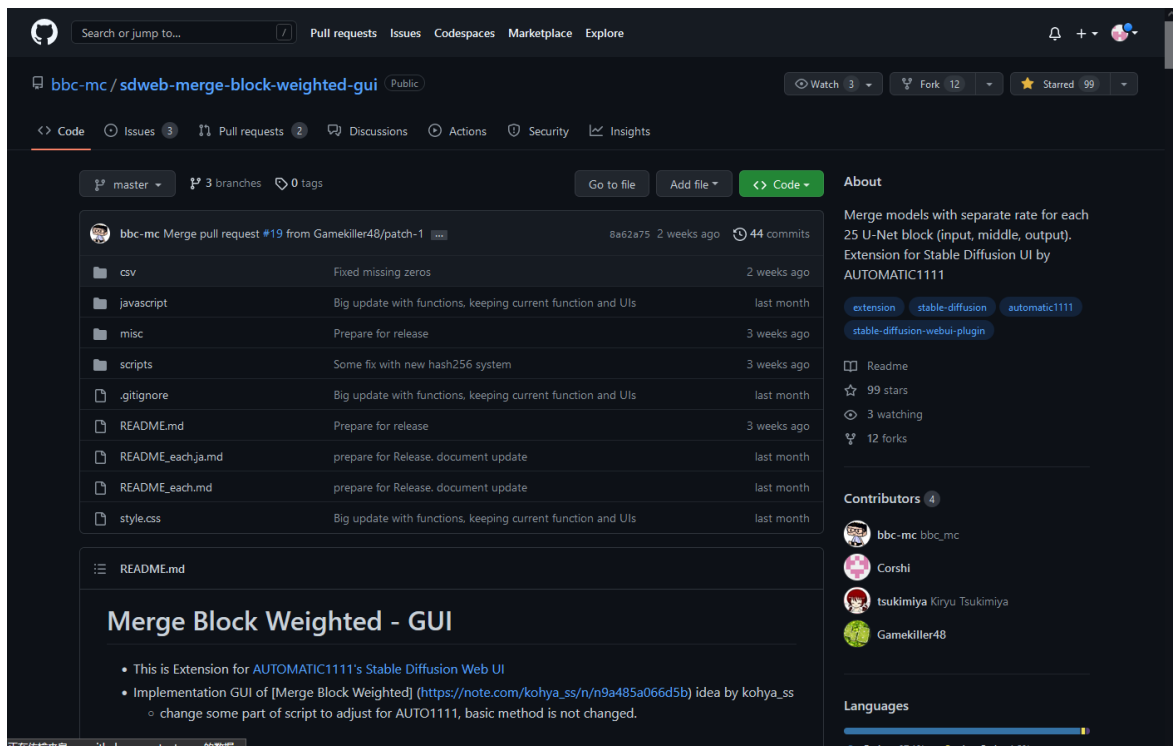 Search or jump to... / Pull requests Issues Codespaces Marketplace Explore
bbc-mc / sdweb-merge-block-weighted-gui Public
Watch 3 Fork 12 Starred 99
Code Issues 3 Pull requests 2 Discussions Actions Security Insights
master 3 branches 0 tags Go to file Add file Code
bbc-mc Merge pull request #19 from Gamekiller48/patch-1 ... 8a62a75 2 weeks ago 44 commits
csv Fixed missing zeros 2 weeks ago
javascript Big update with functions, keeping current function and UIs last month
misc Prepare for release 3 weeks ago
scripts Some fix with new hash256 system 3 weeks ago
.gitignore Big update with functions, keeping current function and UIs last month
README.md Prepare for release 3 weeks ago
README_each.ja.md prepare for Release. document update last month
README_each.md prepare for Release. document update last month
style.css Big update with functions, keeping current function and UIs last month
README.md
Merge Block Weighted - GUI
This is Extension for AUTOMATIC1111's Stable Diffusion Web UI
Implementation GUI of [Merge Block Weighted] (https://note.com/kohya_ss/n/n9a485a066d5b) idea by kohya_ss
change some part of script to adjust for AUTO1111, basic method is not changed.
About
Merge models with separate rate for each
25 U-Net block (input, middle, output).
Extension for Stable Diffusion UI by
AUTOMATIC1111
extension stable-diffusion automatic1111
stable-diffusion-webui-plugin
Readme
99 stars
3 watching
12 forks
Contributors 4
bbc-mc bbc_mc
Corshi
tsukimiya Kiryu Tsukimiya
Gamekiller48
Languages